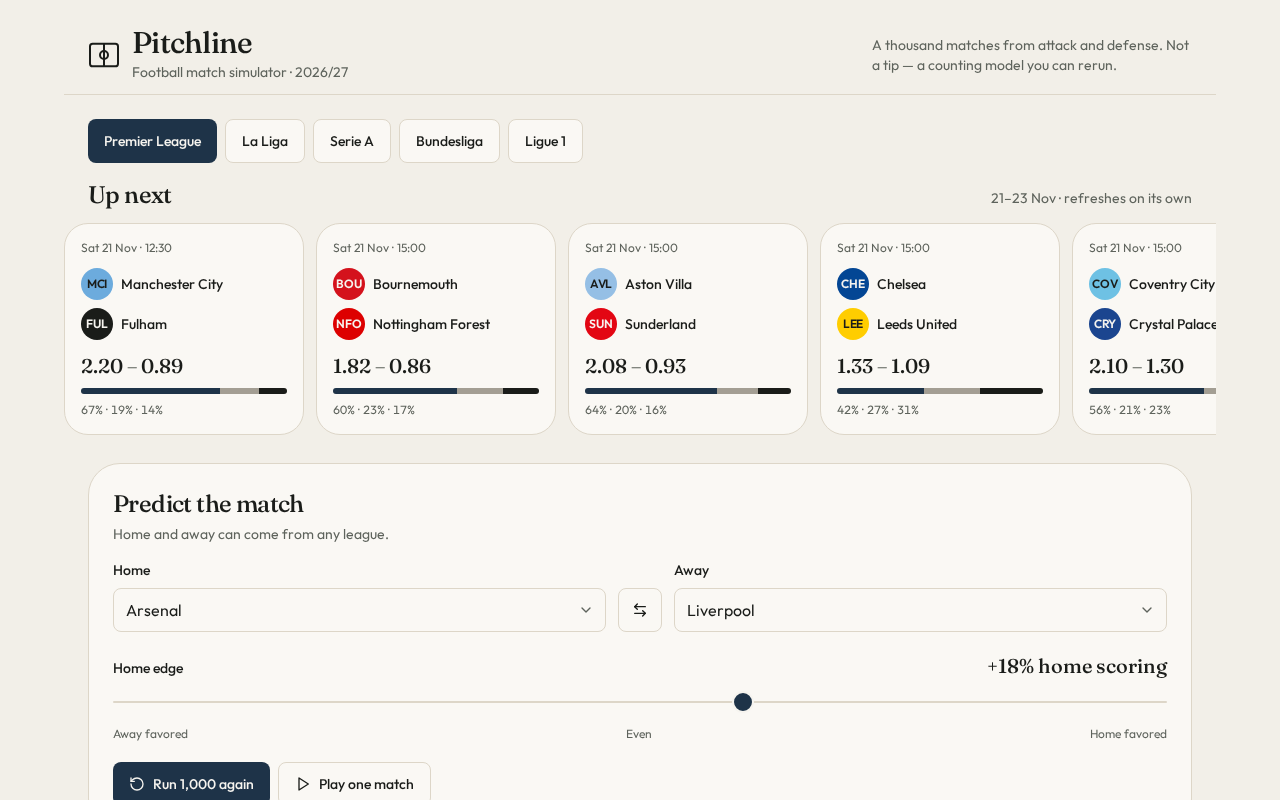 Pitchline
Football match simulator · 2026/27
A thousand matches from attack and defense. Not
a tip — a counting model you can rerun.
Premier League
La Liga
Serie A
Bundesliga
Ligue 1
Up next
21–23 Nov · refreshes on its own
Sat 21 Nov · 12:30
MCI Manchester City
FUL Fulham
2.20 – 0.89
67% · 19% · 14%
Sat 21 Nov · 15:00
BOU Bournemouth
NFO Nottingham Forest
1.82 – 0.86
60% · 23% · 17%
Sat 21 Nov · 15:00
AVL Aston Villa
SUN Sunderland
2.08 – 0.93
64% · 20% · 16%
Sat 21 Nov · 15:00
CHE Chelsea
LEE Leeds United
1.33 – 1.09
42% · 27% · 31%
Sat 21 Nov · 15:00
COV Coventry City
CRY Crystal Palace
2.10 – 1.30
56% · 21% · 23%
Predict the match
Home and away can come from any league.
Home
Away
Arsenal
Liverpool
Home edge
+18% home scoring
Away favored
Even
Home favored
Run 1,000 again
Play one match